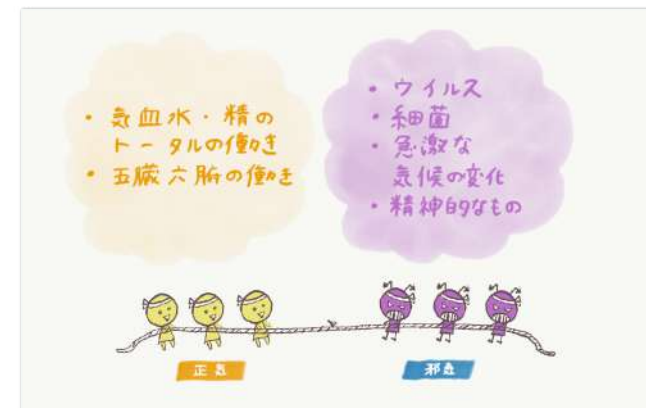 ・気血水・精の
トータルの働き
・五臓六腑の働き
・ウイルス
・細菌
・急激な
気候の変化
・精神的なもの
正気
邪気